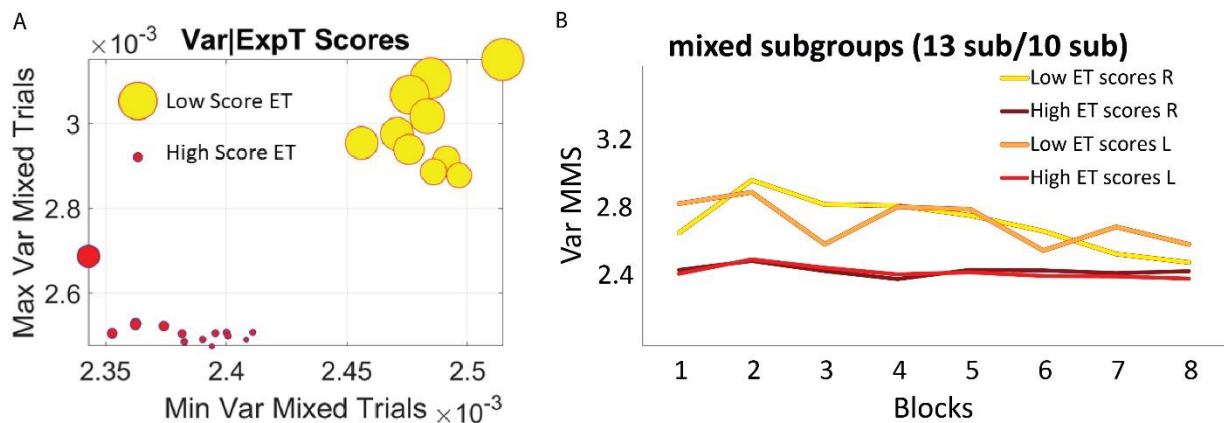 A
×10⁻³
Var|ExpT Scores
Max Var Mixed Trials
3
2.8
2.6
Low Score ET
High Score ET
2.35
2.4
2.45
2.5
Min Var Mixed Trials ×10⁻³
B
mixed subgroups (13 sub/10 sub)
Low ET scores R
High ET scores R
Low ET scores L
High ET scores L
Var MMS
3.2
2.8
2.4
1 2 3 4 5 6 7 8
Blocks